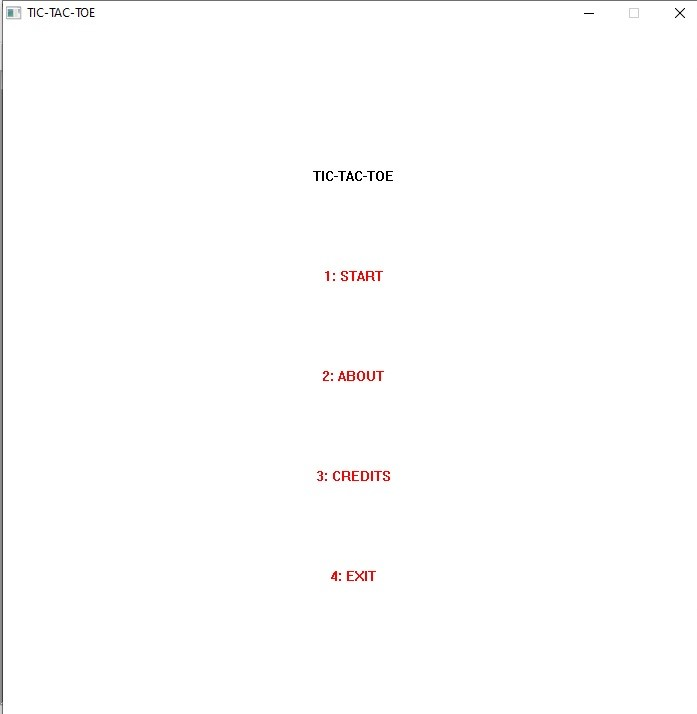 TIC-TAC-TOE
TIC-TAC-TOE
1: START
2: ABOUT
3: CREDITS
4: EXIT